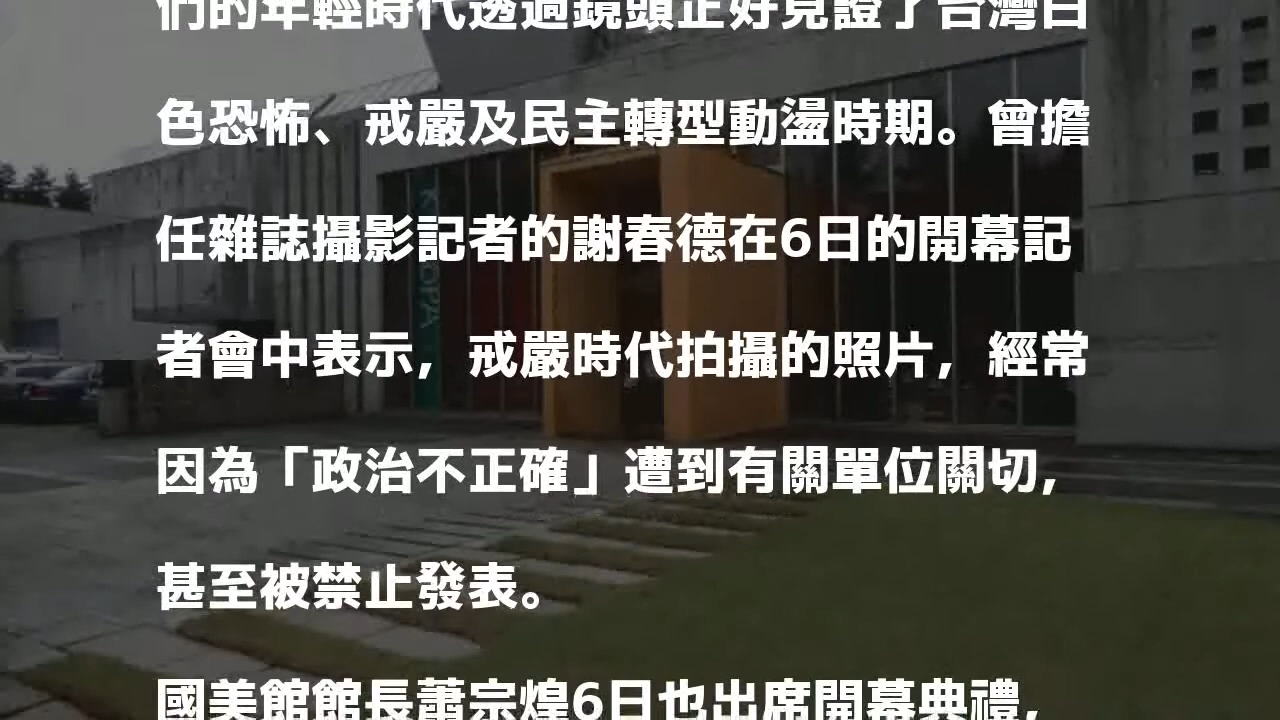 們的年輕時代透過鏡頭正好見證了台灣白
色恐怖、戒嚴及民主轉型動盪時期。曾擔
任雜誌攝影記者的謝春德在6日的開幕記
者會中表示，戒嚴時代拍攝的照片，經常
因為「政治不正確」遭到有關單位關切，
甚至被禁止發表。
國美館館長蕭宗煌6日也出席開幕典禮，